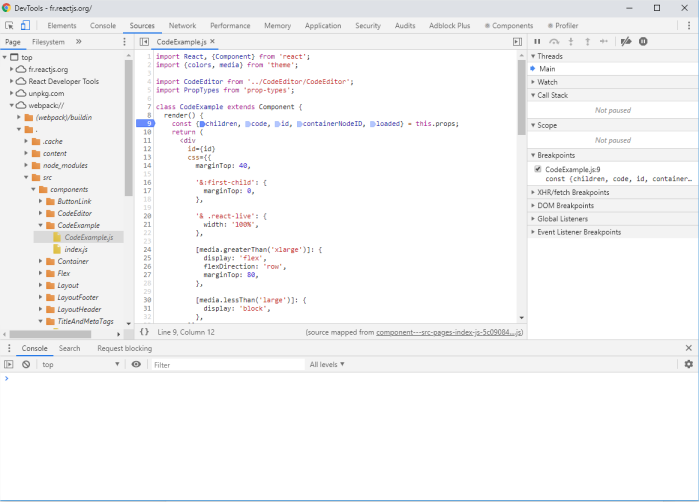 DevTools - fr.reactjs.org/
Elements Console Sources Network Performance Memory Application Security Audits Adblock Plus Components Profiler
Page Filesystem »
top
fr.reactjs.org
React Developer Tools
unpkg.com
webpack://
(webpack)/buildin
.
.cache
content
node_modules
src
components
ButtonLink
CodeEditor
CodeExample
CodeExample.js
index.js
Container
Flex
Layout
LayoutFooter
LayoutHeader
TitleAndMetaTags
CodeExample.js ×
1 import React, {Component} from 'react';
2 import {colors, media} from 'theme';
3
4 import CodeEditor from '../CodeEditor/CodeEditor';
5 import PropTypes from 'prop-types';
6
7 class CodeExample extends Component {
8 render() {
9 const {children, code, id, containerNodeID, loaded} = this.props;
10 return (
11 <div
12 id={id}
13 css={{
14 marginTop: 40,
15
16 '&:first-child': {
17 marginTop: 0,
18 },
19
20 '& .react-live': {
21 width: '100%',
22 },
23
24 [media.greaterThan('xlarge')]: {
25 display: 'flex',
26 flexDirection: 'row',
27 marginTop: 80,
28 },
29
30 [media.lessThan('large')]: {
31 display: 'block',
32 },
{} Line 9, Column 12 (source mapped from component---src-pages-index-js-5c09084...js)
Threads
Main
Watch
Call Stack
Not paused
Scope
Not paused
Breakpoints
CodeExample.js:9
const {children, code, id, container...
XHR/fetch Breakpoints
DOM Breakpoints
Global Listeners
Event Listener Breakpoints
Console Search Request blocking
top Filter All levels